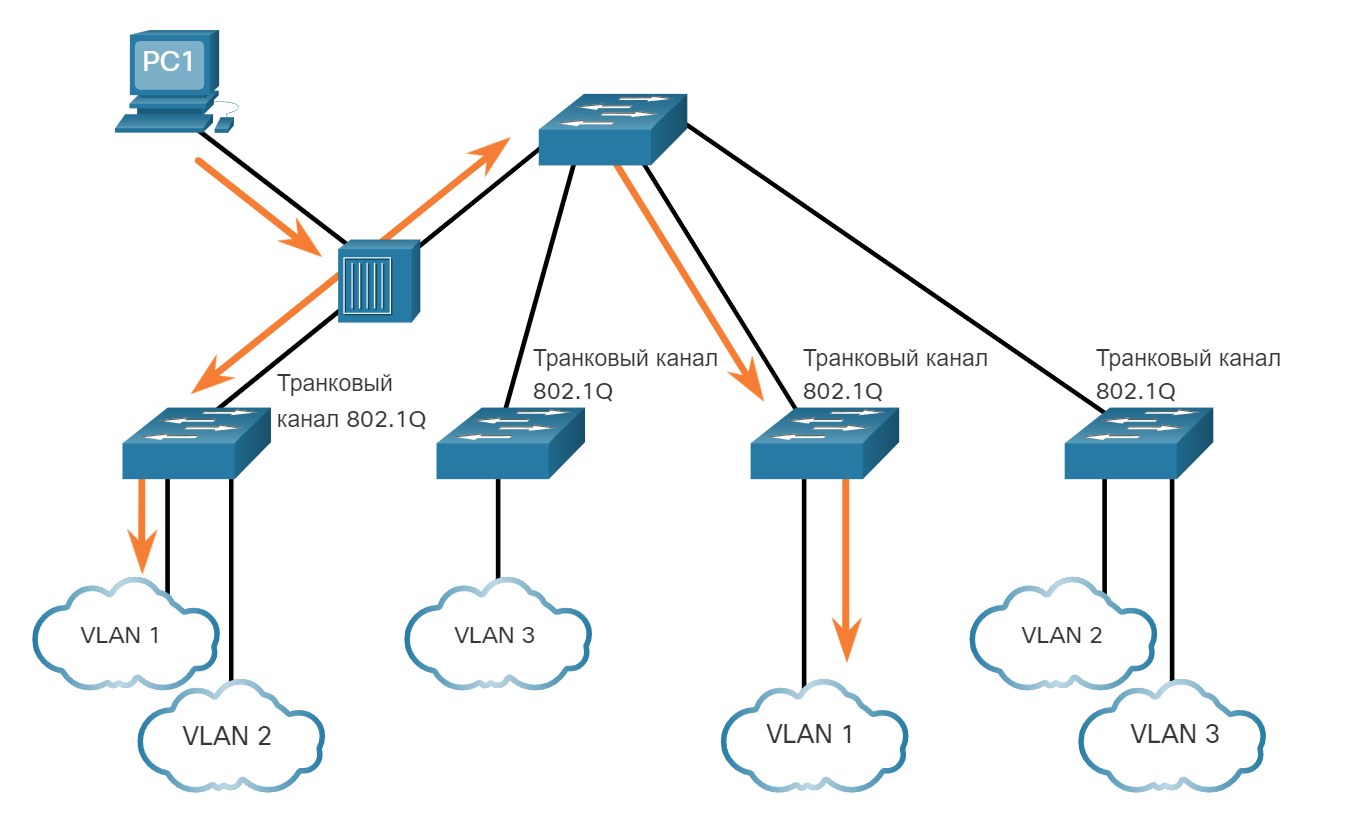 PC1
Транковый канал
802.1Q
Транковый канал
802.1Q
Транковый канал
802.1Q
Транковый
канал 802.1Q
VLAN 1
VLAN 3
VLAN 2
VLAN 2
VLAN 1
VLAN 3